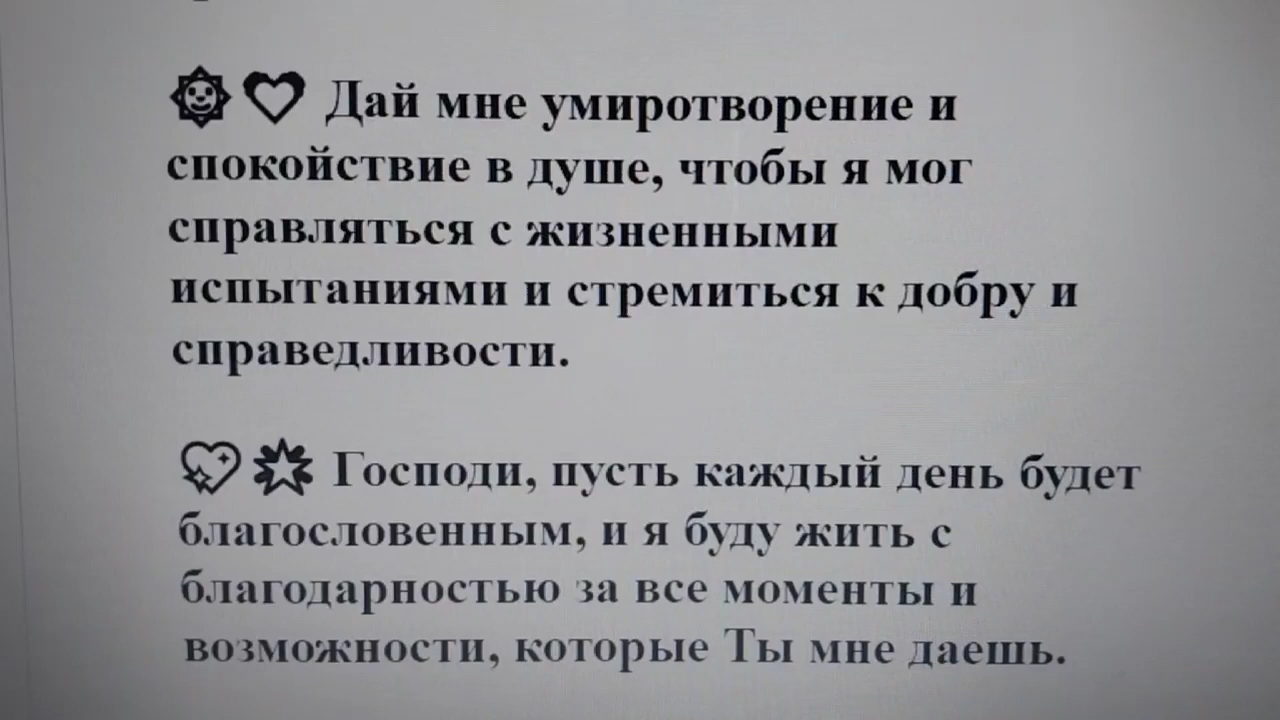 🌞🖤 Дай мне умиротворение и
спокойствие в душе, чтобы я мог
справляться с жизненными
испытаниями и стремиться к добру и
справедливости.
💖🌟 Господи, пусть каждый день будет
благословенным, и я буду жить с
благодарностью за все моменты и
возможности, которые Ты мне даешь.